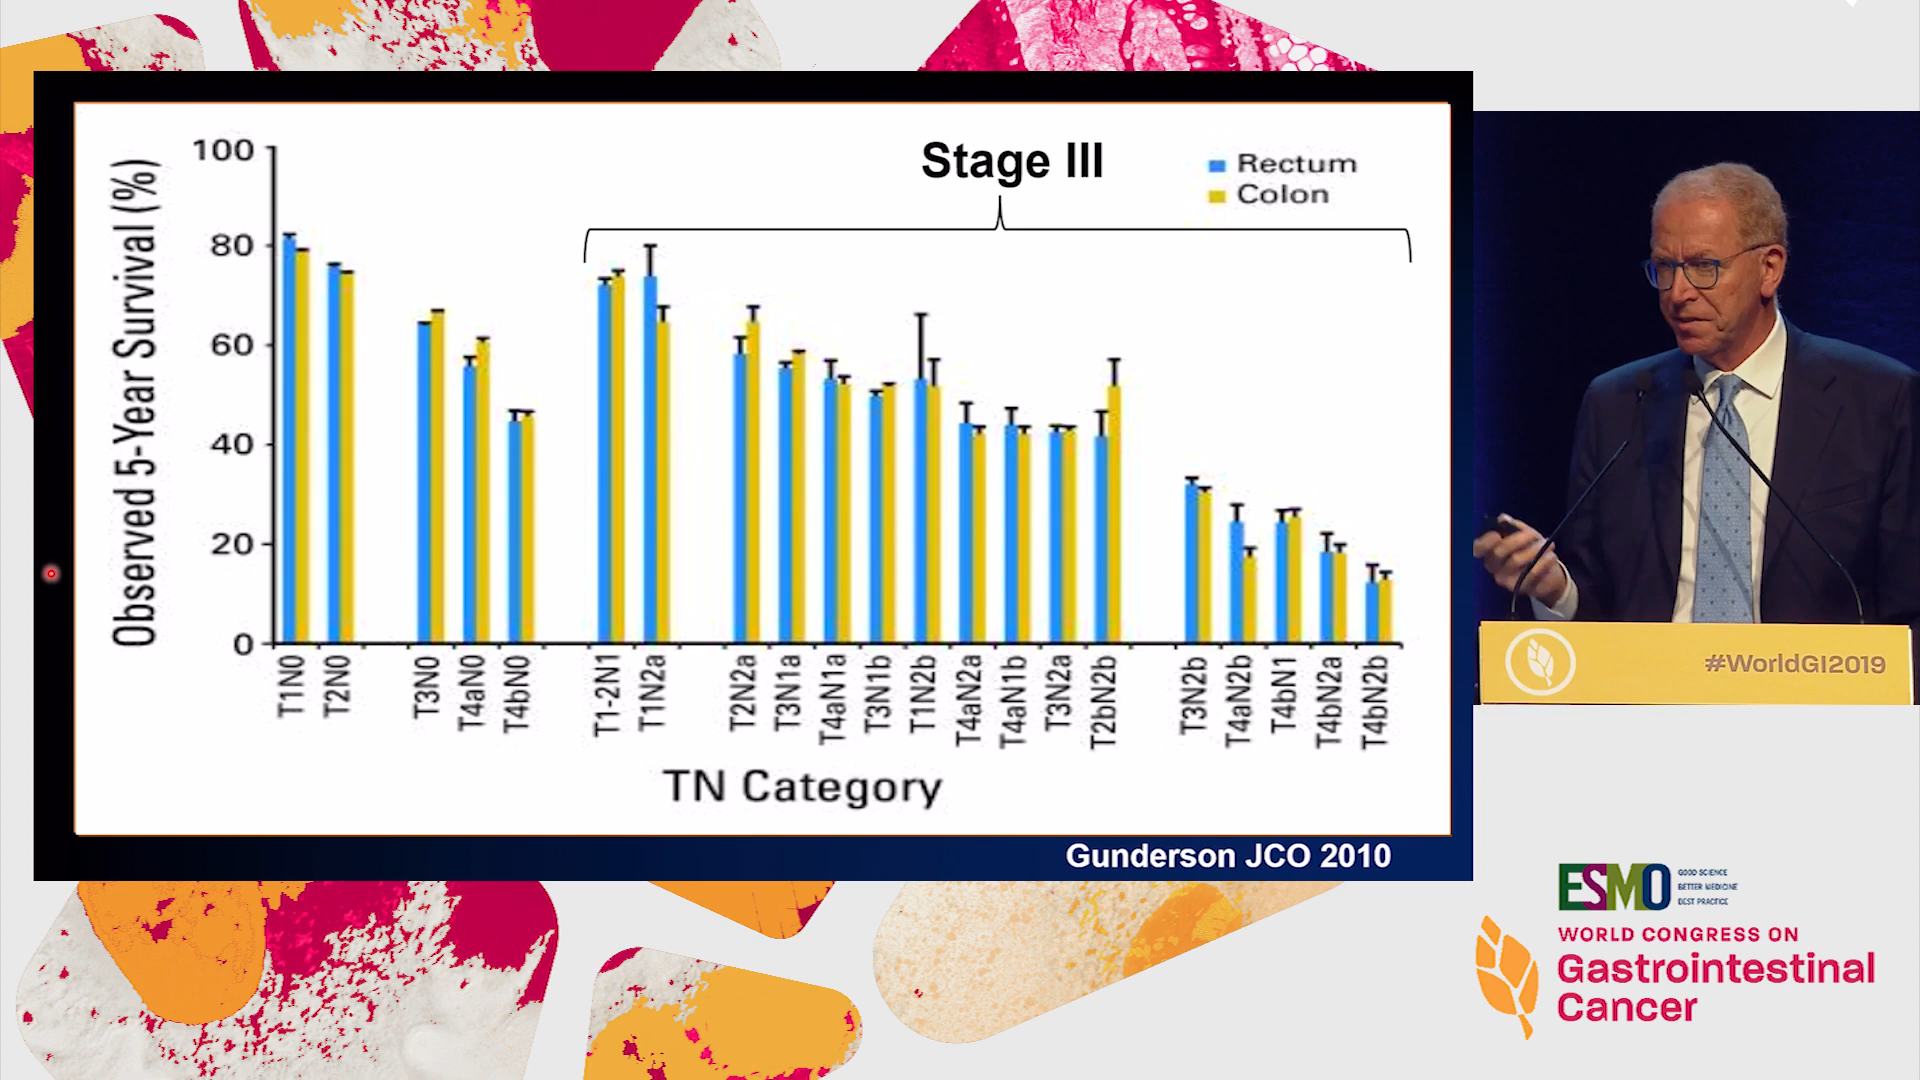 Stage III
Rectum
Colon
Observed 5-Year Survival (%)
100
80
60
40
20
0
T1N0
T2N0
T3N0
T4aN0
T4bN0
T1-2N1
T1N2a
T2N2a
T3N1a
T4aN1a
T3N1b
T1N2b
T4aN2a
T4aN1b
T3N2a
T2bN2b
T3N2b
T4aN2b
T4bN1
T4bN2a
T4bN2b
TN Category
Gunderson JCO 2010
#WorldGI2019
ESMO
GOOD SCIENCE
BETTER MEDICINE
BEST PRACTICE
WORLD CONGRESS ON
Gastrointestinal
Cancer